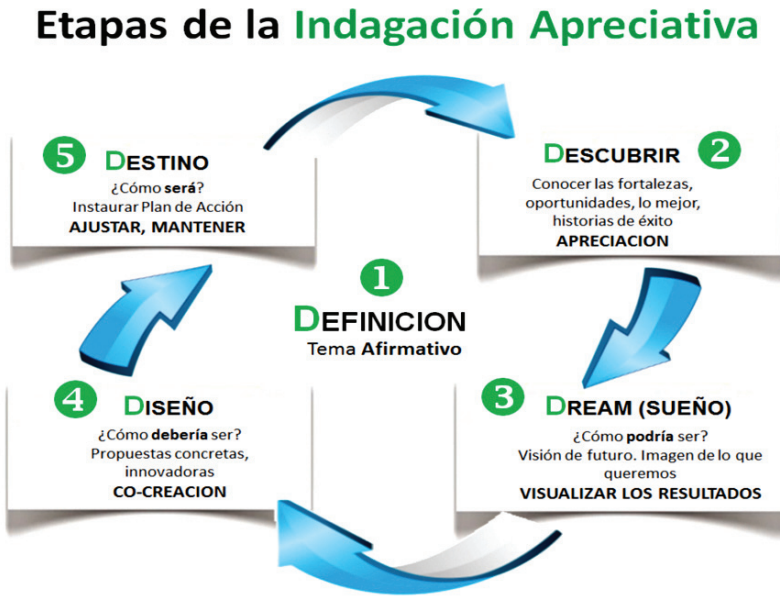 Etapas de la Indagación Apreciativa
1
DEFINICION
Tema Afirmativo
2
DESCUBRIR
Conocer las fortalezas,
oportunidades, lo mejor,
historias de éxito
APRECIACION
3
DREAM (SUEÑO)
¿Cómo podría ser?
Visión de futuro. Imagen de lo que
queremos
VISUALIZAR LOS RESULTADOS
4
DISEÑO
¿Cómo debería ser?
Propuestas concretas,
innovadoras
CO-CREACION
5
DESTINO
¿Cómo será?
Instaurar Plan de Acción
AJUSTAR, MANTENER